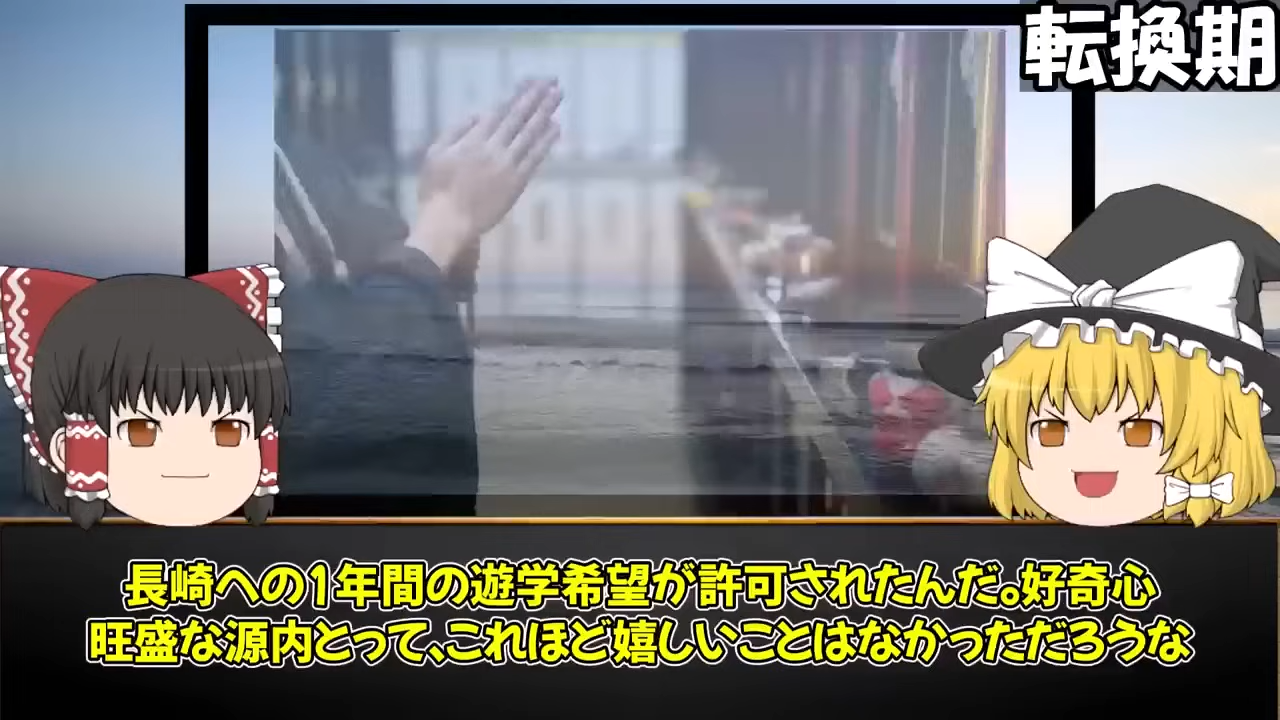 転換期
長崎への1年間の遊学希望が許可されたんだ。好奇心
旺盛な源内とって、これほど嬉しいことはなかっただろうな